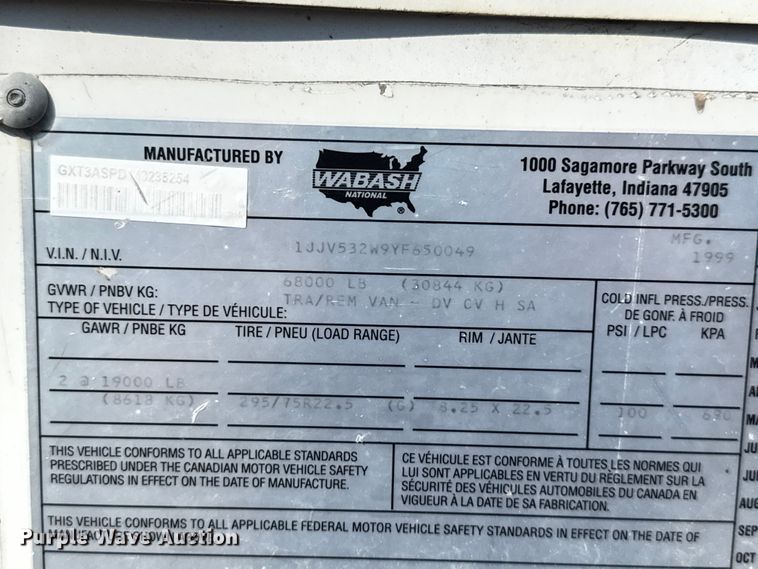 MANUFACTURED BY
WABASH
NATIONAL
®
1000 Sagamore Parkway South
Lafayette, Indiana 47905
Phone: (765) 771-5300
V.I.N. / N.I.V.
1JJV532W9YF650049
MFG.
1999
GVWR / PNBV KG:
68000 LB (30844 KG)
TYPE OF VEHICLE / TYPE DE VÉHICULE:
TRA/REM VAN - DV CV H SA
COLD INFL PRESS./PRESS.
DE GONF. À FROID
PSI / LPC KPA
GAWR / PNBE KG
TIRE / PNEU (LOAD RANGE)
RIM / JANTE
2 @ 19000 LB
(8618 KG)
295/75R22.5 (G)
8.25 X 22.5
100
690
THIS VEHICLE CONFORMS TO ALL APPLICABLE STANDARDS
PRESCRIBED UNDER THE CANADIAN MOTOR VEHICLE SAFETY
REGULATIONS IN EFFECT ON THE DATE OF MANUFACTURE.
CE VÉHICULE EST CONFORME À TOUTES LES NORMES QUI
LUI SONT APPLICABLES EN VERTU DU RÈGLEMENT SUR LA
SÉCURITÉ DES VÉHICULES AUTOMOBILES DU CANADA EN
VIGUEUR À LA DATE DE SA FABRICATION.
THIS VEHICLE CONFORMS TO ALL APPLICABLE FEDERAL MOTOR VEHICLE SAFETY STANDARDS IN EFFECT ON THE DATE OF
JU
JU
AU
SEP
OCT
Purple Wave Auction